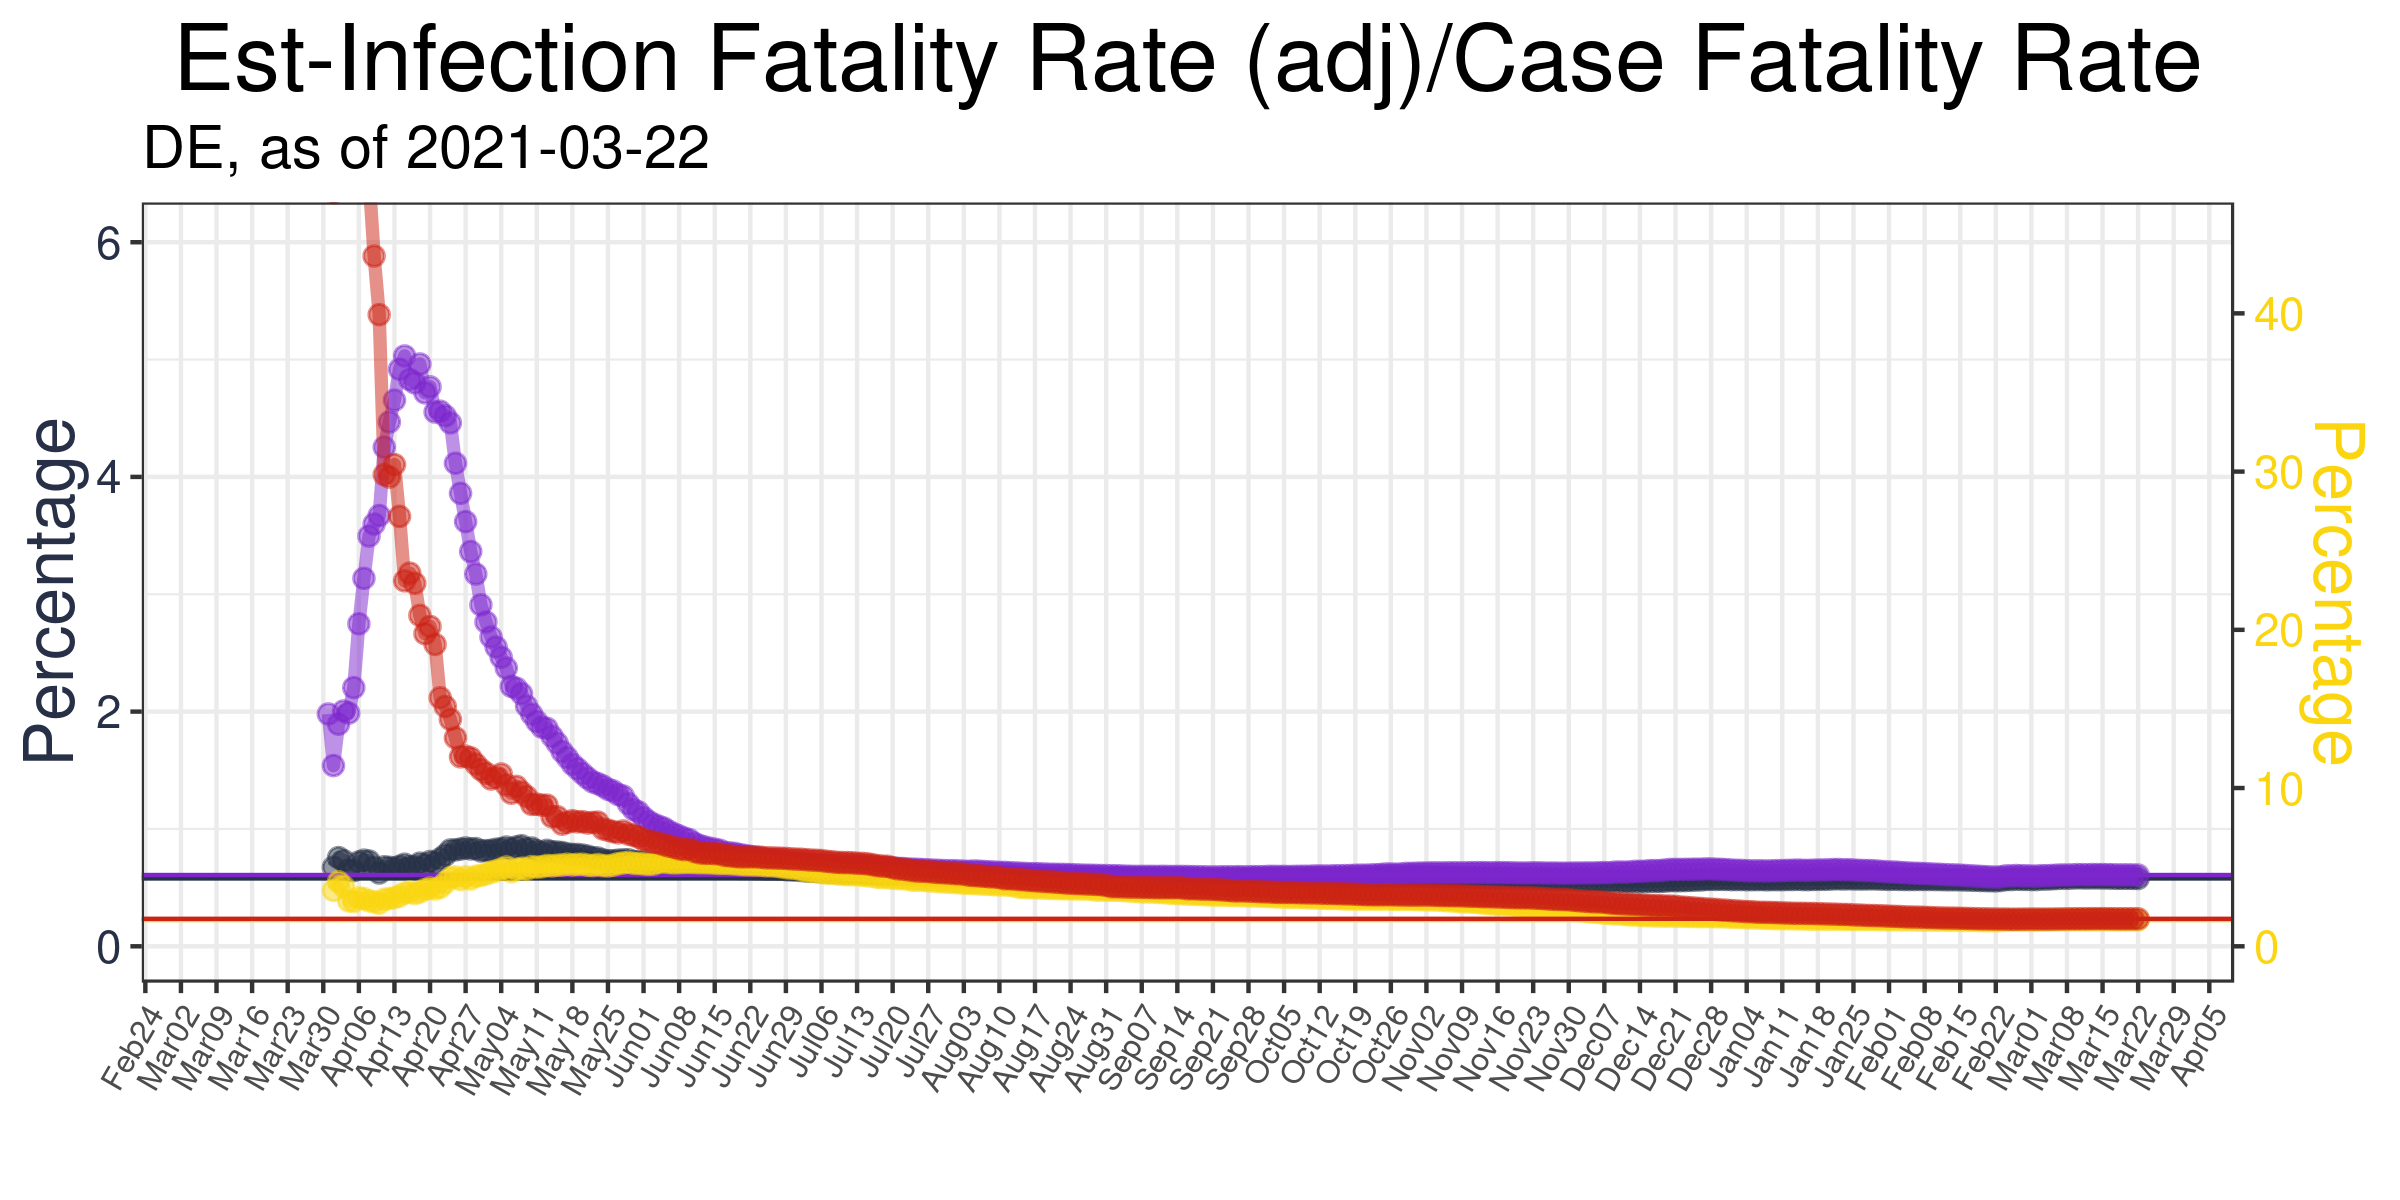 Est-Infection Fatality Rate (adj)/Case Fatality Rate
DE, as of 2021-03-22
Percentage
6
4
2
0
40
30
20
10
0
Percentage
Feb24
Mar02
Mar09
Mar16
Mar23
Mar30
Apr06
Apr13
Apr20
Apr27
May04
May11
May18
May25
Jun01
Jun08
Jun15
Jun22
Jun29
Jul06
Jul13
Jul20
Jul27
Aug03
Aug10
Aug17
Aug24
Aug31
Sep07
Sep14
Sep21
Sep28
Oct05
Oct12
Oct19
Oct26
Nov02
Nov09
Nov16
Nov23
Nov30
Dec07
Dec14
Dec21
Dec28
Jan04
Jan11
Jan18
Jan25
Feb01
Feb08
Feb15
Feb22
Mar01
Mar08
Mar15
Mar22
Mar29
Apr05